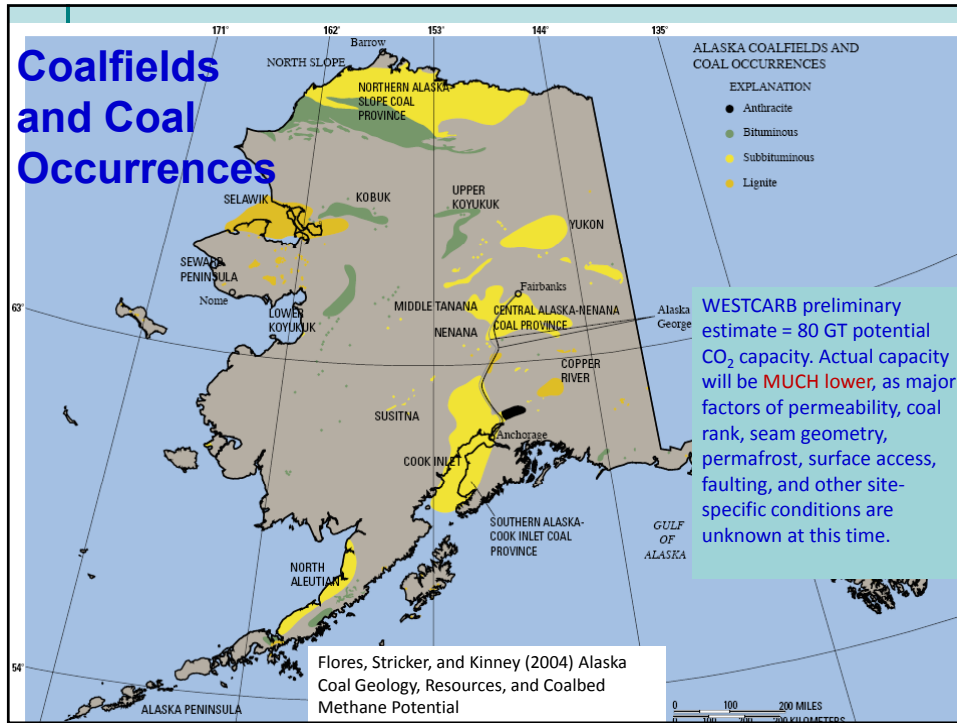 171°
162°
153°
144°
135°
Coalfields
and Coal
Occurrences
Barrow
NORTH SLOPE
NORTHERN ALASKA-
SLOPE COAL
PROVINCE
ALASKA COALFIELDS AND
COAL OCCURRENCES
EXPLANATION
Anthracite
Bituminous
Subbituminous
Lignite
SELAWIK
KOBUK
UPPER
KOYUKUK
YUKON
SEWARD
PENINSULA
Nome
LOWER
KOYUKUK
63°
MIDDLE TANANA
Fairbanks
CENTRAL ALASKA-NENANA
COAL PROVINCE
NENANA
Alaska
George
COPPER
RIVER
SUSITNA
Anchorage
COOK INLET
SOUTHERN ALASKA-
COOK INLET COAL
PROVINCE
GULF
OF
ALASKA
WESTCARB preliminary
estimate = 80 GT potential
CO₂ capacity. Actual capacity
will be MUCH lower, as major
factors of permeability, coal
rank, seam geometry,
permafrost, surface access,
faulting, and other site-
specific conditions are
unknown at this time.
NORTH
ALEUTIAN
54°
ALASKA PENINSULA
Flores, Stricker, and Kinney (2004) Alaska
Coal Geology, Resources, and Coalbed
Methane Potential
0 100 200 MILES
0 100 200 KILOMETERS